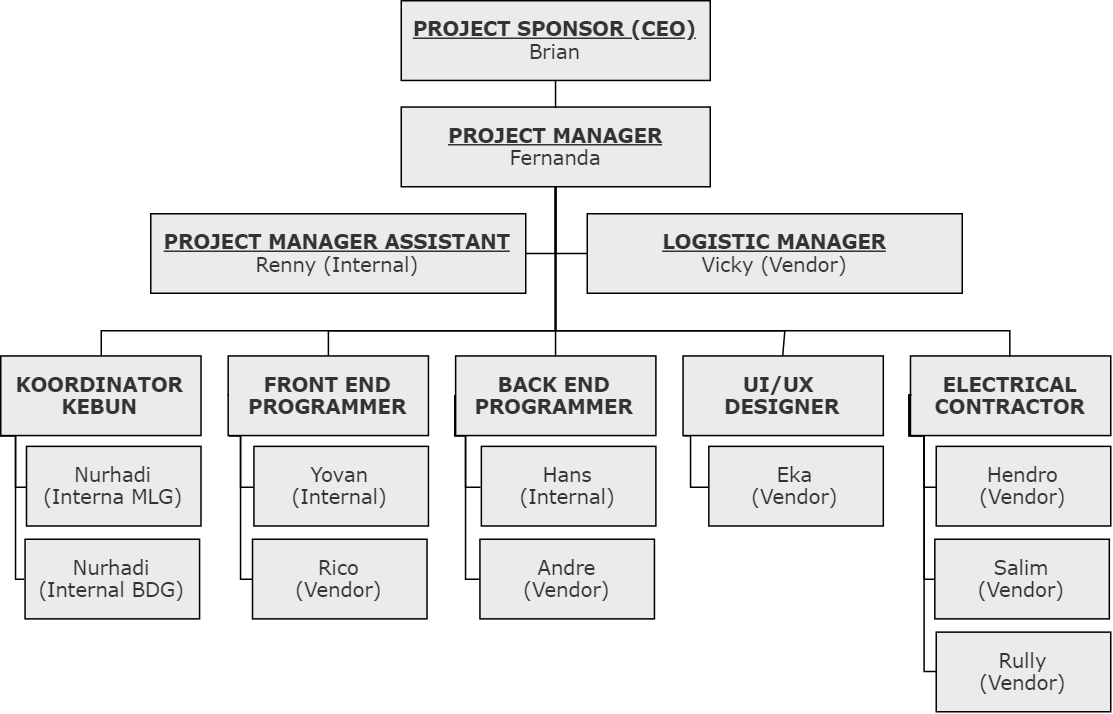 PROJECT SPONSOR (CEO)
Brian
PROJECT MANAGER
Fernanda
PROJECT MANAGER ASSISTANT
Renny (Internal)
LOGISTIC MANAGER
Vicky (Vendor)
KOORDINATOR
KEBUN
Nurhadi
(Interna MLG)
Nurhadi
(Internal BDG)
FRONT END
PROGRAMMER
Yovan
(Internal)
Rico
(Vendor)
BACK END
PROGRAMMER
Hans
(Internal)
Andre
(Vendor)
UI/UX
DESIGNER
Eka
(Vendor)
ELECTRICAL
CONTRACTOR
Hendro
(Vendor)
Salim
(Vendor)
Rully
(Vendor)